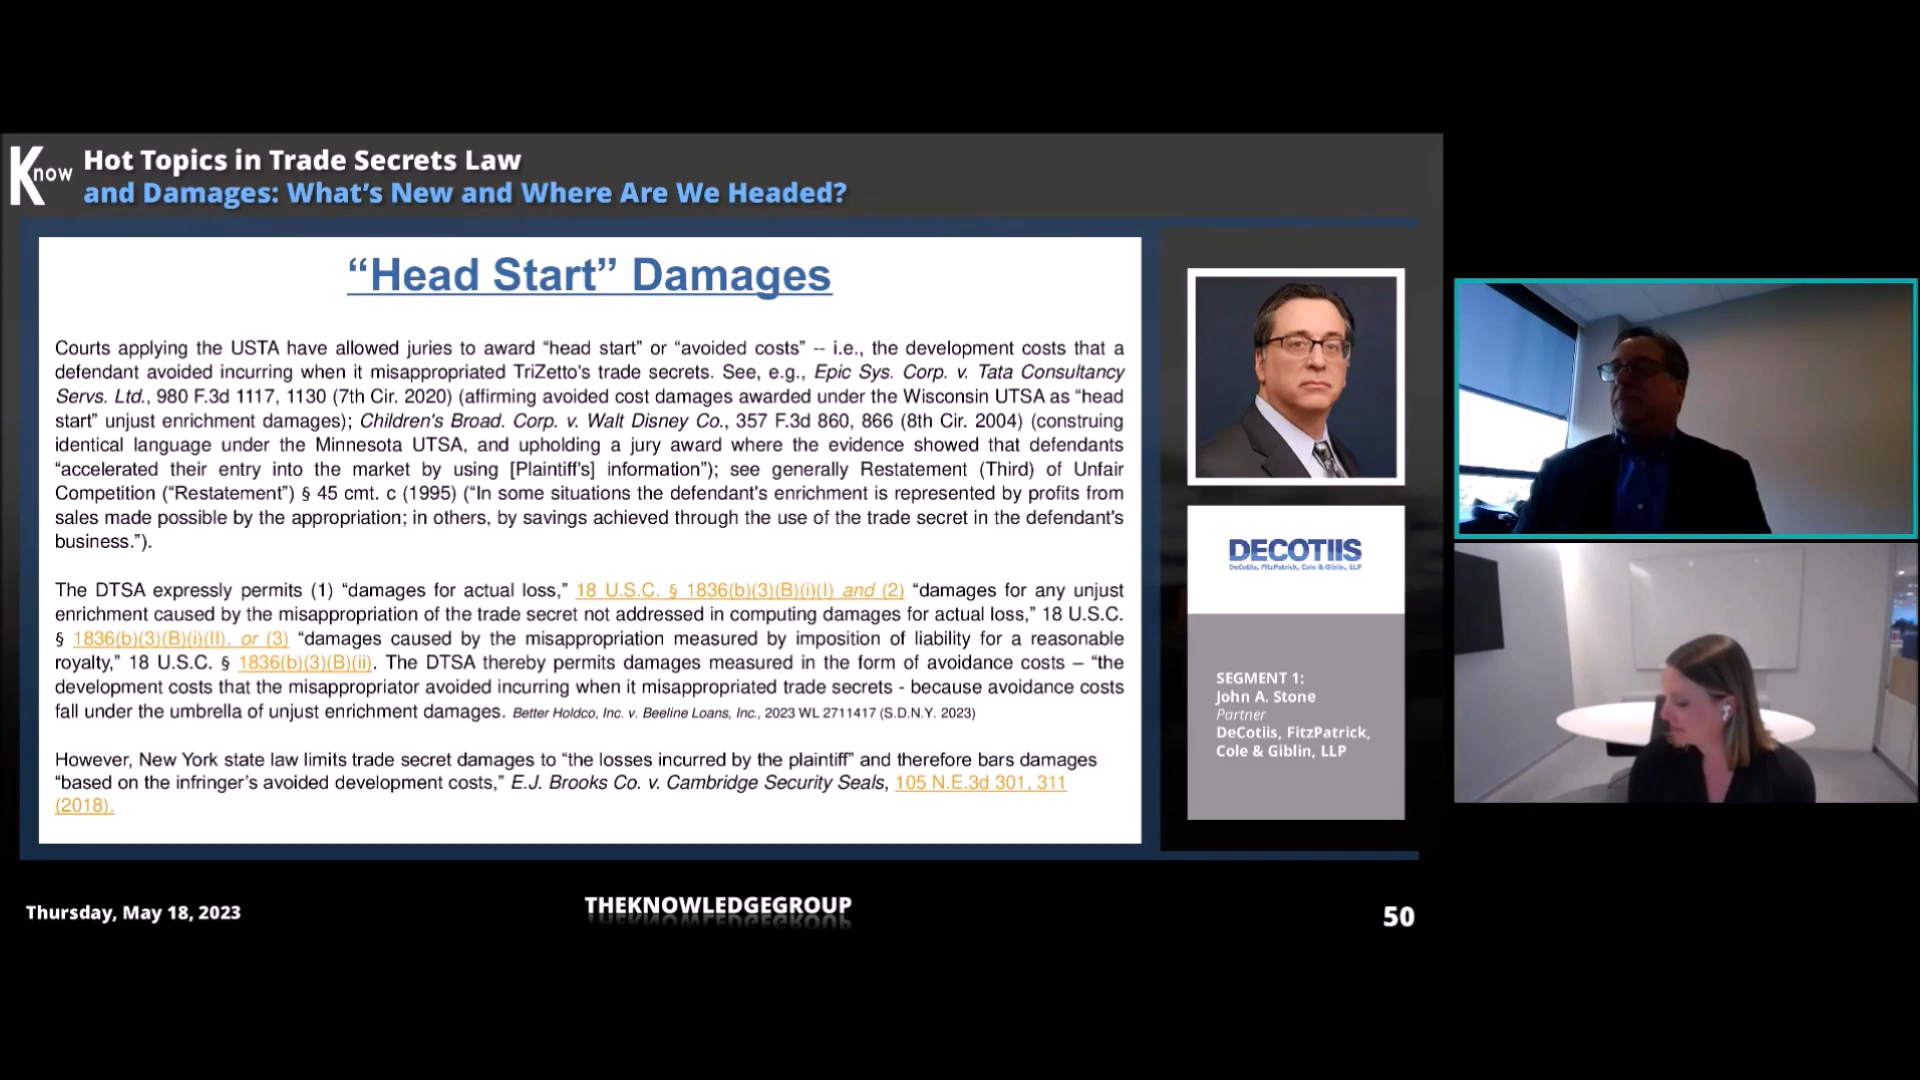 Know
Hot Topics in Trade Secrets Law
and Damages: What's New and Where Are We Headed?
“Head Start” Damages
Courts applying the USTA have allowed juries to award “head start” or “avoided costs” -- i.e., the development costs that a
defendant avoided incurring when it misappropriated TriZetto's trade secrets. See, e.g., Epic Sys. Corp. v. Tata Consultancy
Servs. Ltd., 980 F.3d 1117, 1130 (7th Cir. 2020) (affirming avoided cost damages awarded under the Wisconsin UTSA as “head
start” unjust enrichment damages); Children's Broad. Corp. v. Walt Disney Co., 357 F.3d 860, 866 (8th Cir. 2004) (construing
identical language under the Minnesota UTSA, and upholding a jury award where the evidence showed that defendants
“accelerated their entry into the market by using [Plaintiff's] information”); see generally Restatement (Third) of Unfair
Competition (“Restatement”) § 45 cmt. c (1995) (“In some situations the defendant's enrichment is represented by profits from
sales made possible by the appropriation; in others, by savings achieved through the use of the trade secret in the defendant's
business.”).
The DTSA expressly permits (1) “damages for actual loss,” 18 U.S.C. § 1836(b)(3)(B)(i)(I) and (2) “damages for any unjust
enrichment caused by the misappropriation of the trade secret not addressed in computing damages for actual loss,” 18 U.S.C.
§ 1836(b)(3)(B)(i)(II), or (3) “damages caused by the misappropriation measured by imposition of liability for a reasonable
royalty,” 18 U.S.C. § 1836(b)(3)(B)(ii). The DTSA thereby permits damages measured in the form of avoidance costs – “the
development costs that the misappropriator avoided incurring when it misappropriated trade secrets - because avoidance costs
fall under the umbrella of unjust enrichment damages. Better Holdco, Inc. v. Beeline Loans, Inc., 2023 WL 2711417 (S.D.N.Y. 2023)
However, New York state law limits trade secret damages to “the losses incurred by the plaintiff” and therefore bars damages
“based on the infringer's avoided development costs,” E.J. Brooks Co. v. Cambridge Security Seals, 105 N.E.3d 301, 311
(2018).
DECOTIIS
DeCotiis, FitzPatrick, Cole & Giblin, LLP
SEGMENT 1:
John A. Stone
Partner
DeCotiis, FitzPatrick,
Cole & Giblin, LLP
Thursday, May 18, 2023
THEKNOWLEDGEGROUP
50